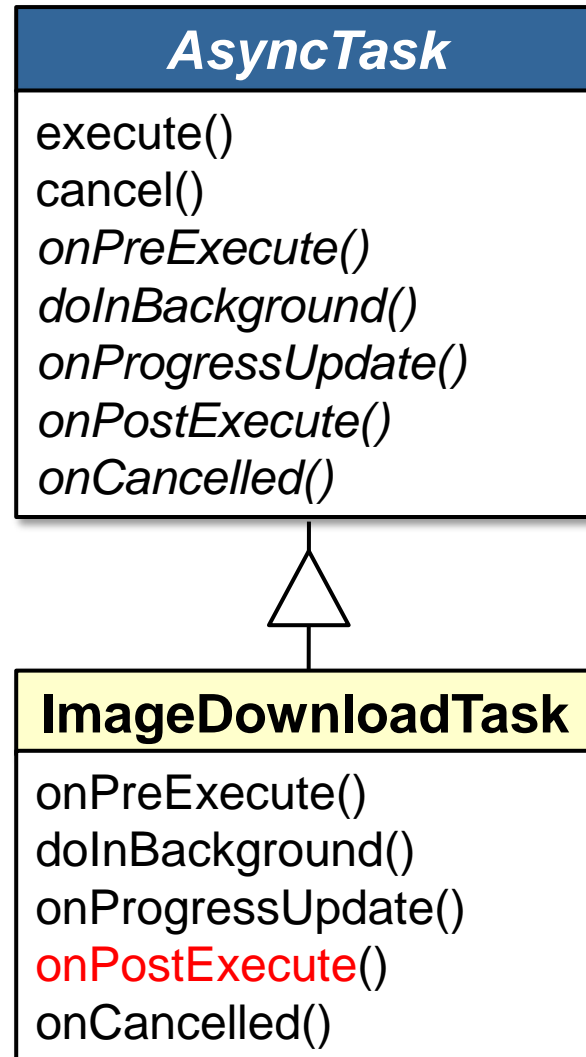 AsyncTask
execute()
cancel()
onPreExecute()
doInBackground()
onProgressUpdate()
onPostExecute()
onCancelled()
ImageDownloadTask
onPreExecute()
doInBackground()
onProgressUpdate()
onPostExecute()
onCancelled()